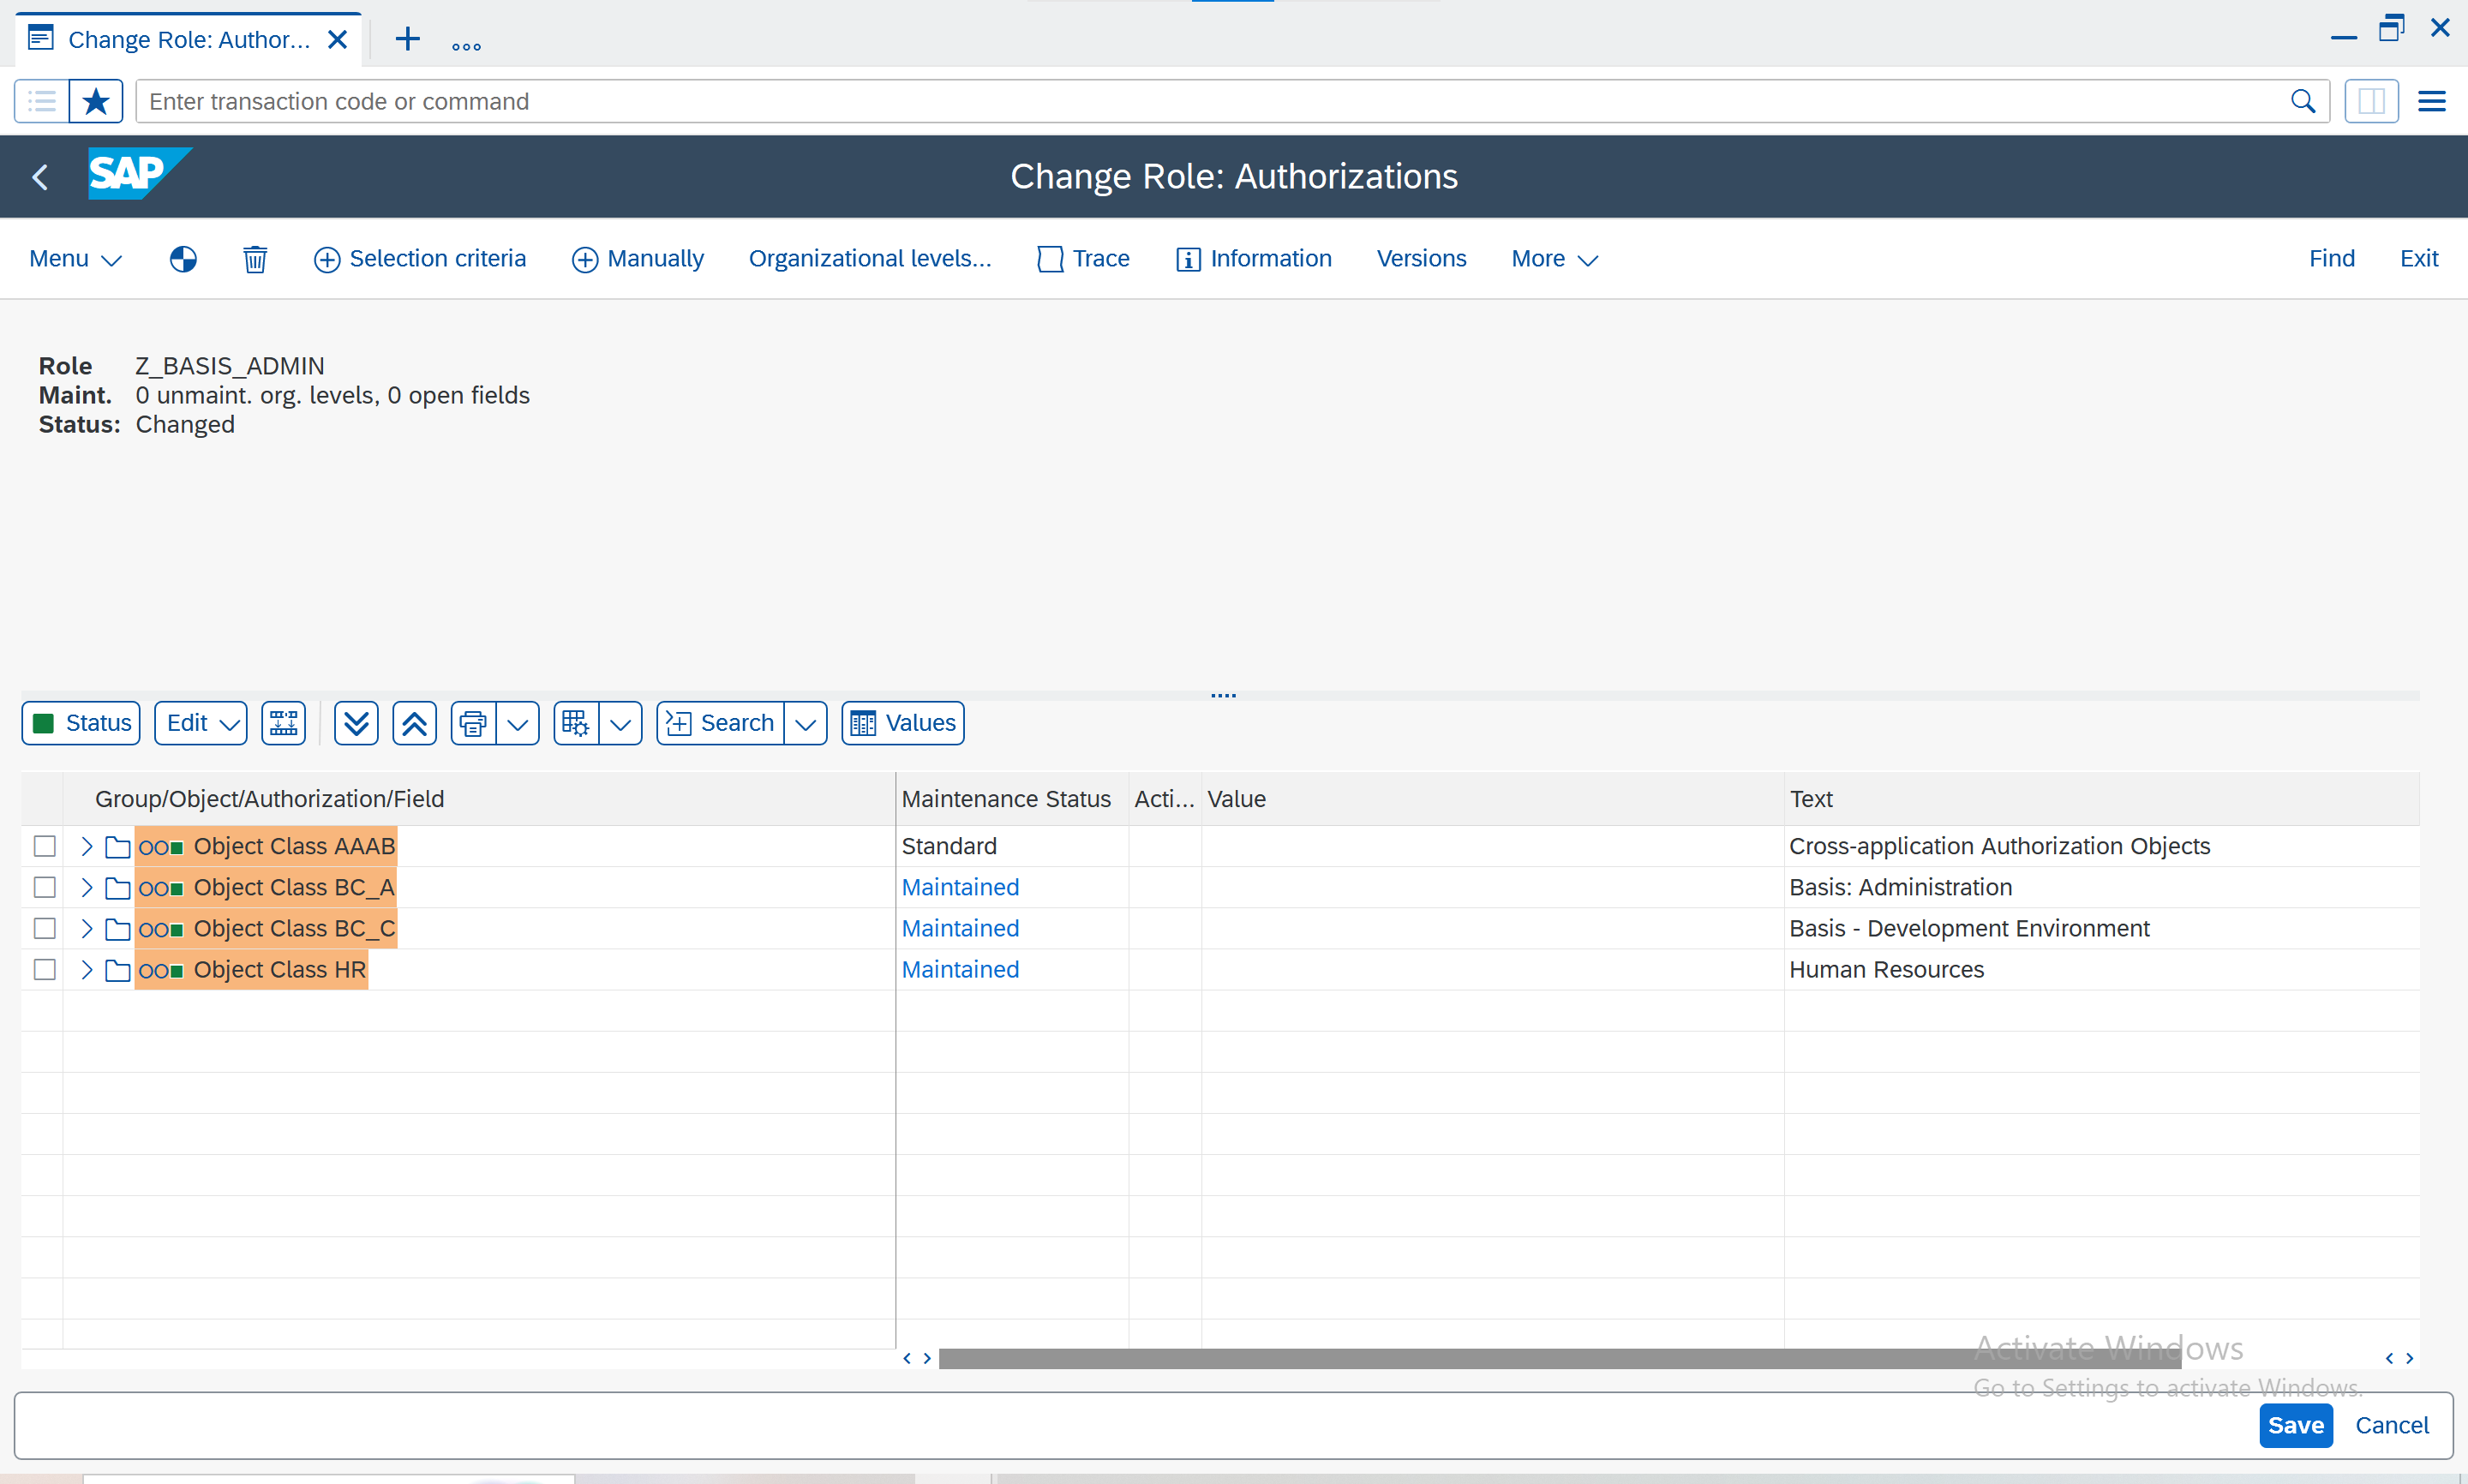 Change Role: Author...
Enter transaction code or command
SAP
Change Role: Authorizations
Menu Selection criteria Manually Organizational levels... Trace Information Versions More Find Exit
Role Z_BASIS_ADMIN
Maint. 0 unmaint. org. levels, 0 open fields
Status: Changed
Status Edit Search Values
Group/Object/Authorization/Field Maintenance Status Acti... Value Text
Object Class AAAB Standard Cross-application Authorization Objects
Object Class BC_A Maintained Basis: Administration
Object Class BC_C Maintained Basis - Development Environment
Object Class HR Maintained Human Resources
Activate Windows
Go to Settings to activate Windows.
Save Cancel